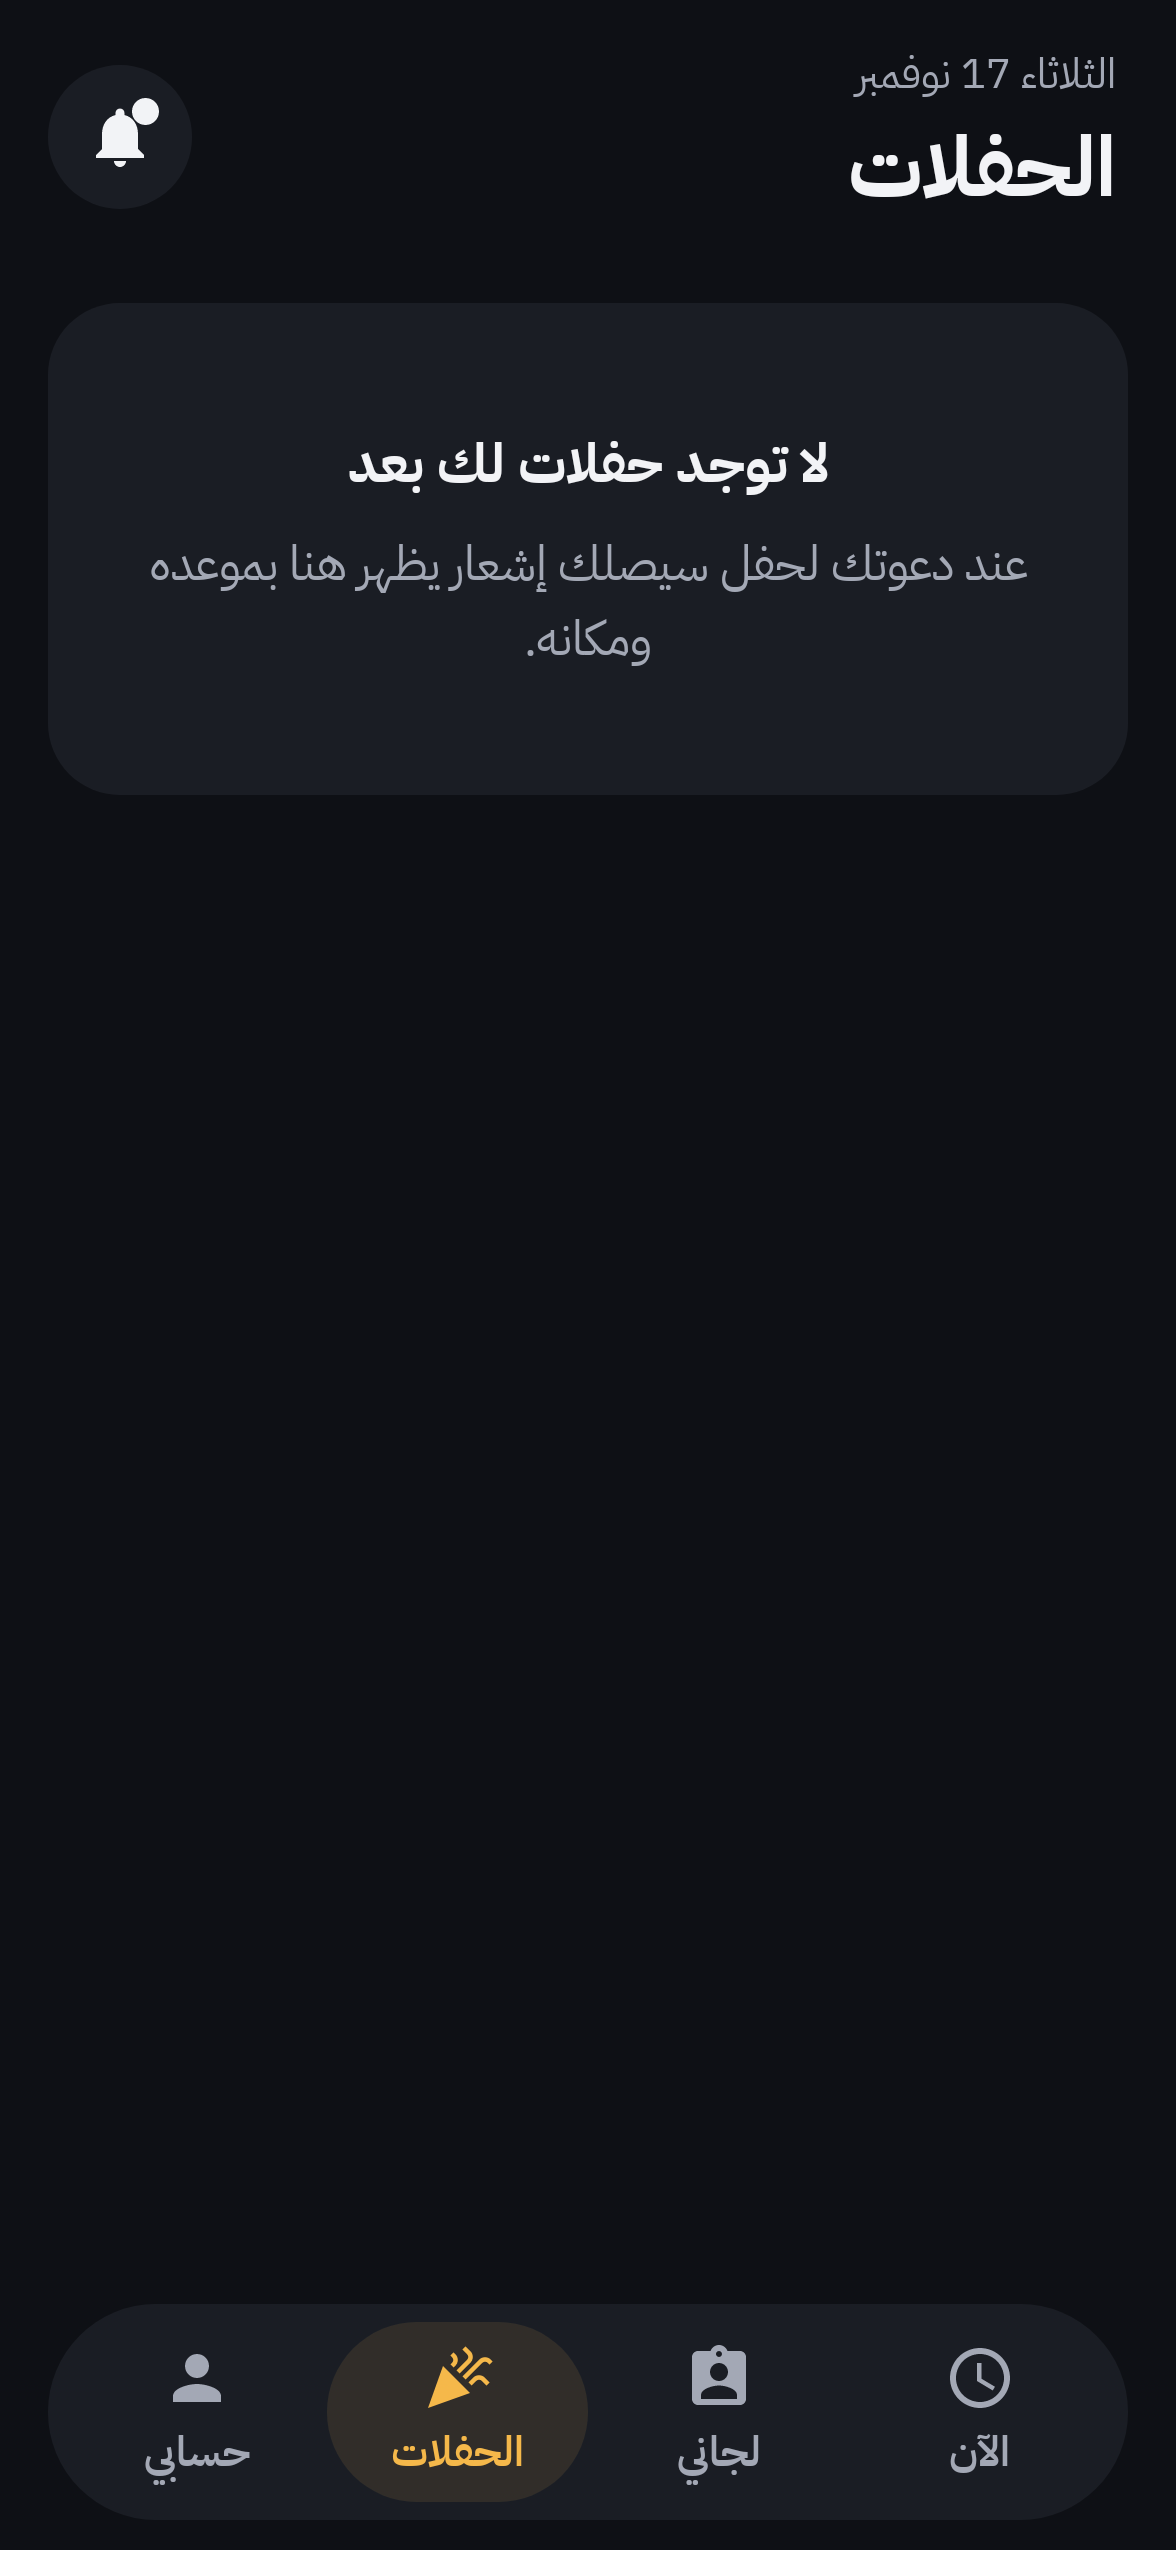 الثلاثاء 17 نوفمبر
الحفلات
لا توجد حفلات لك بعد
عند دعوتك لحفل سيصلك إشعار يظهر هنا بموعده
ومكانه.
الآن
لجاني
الحفلات
حسابي